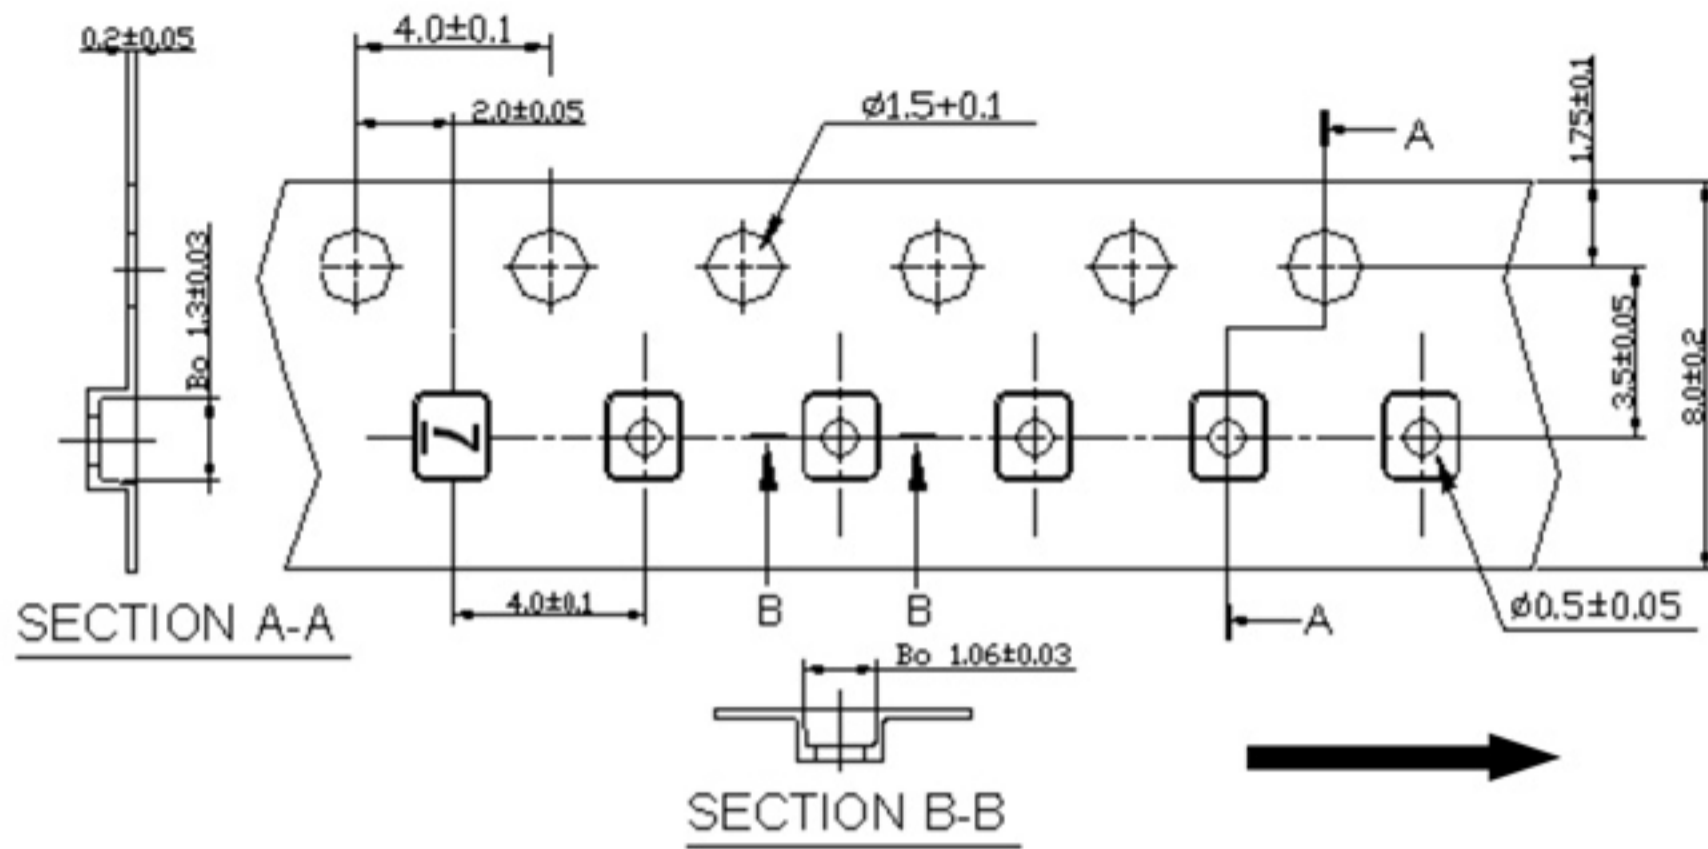 0.2±0.05
4.0±0.1
2.0±0.05
Ø1.5+0.1
A
1.75±0.1
Bo 1.3±0.03
3.5±0.05
8.0±0.2
7
B
B
4.0±0.1
A
Ø0.5±0.05
SECTION A-A
Bo 1.06±0.03
SECTION B-B